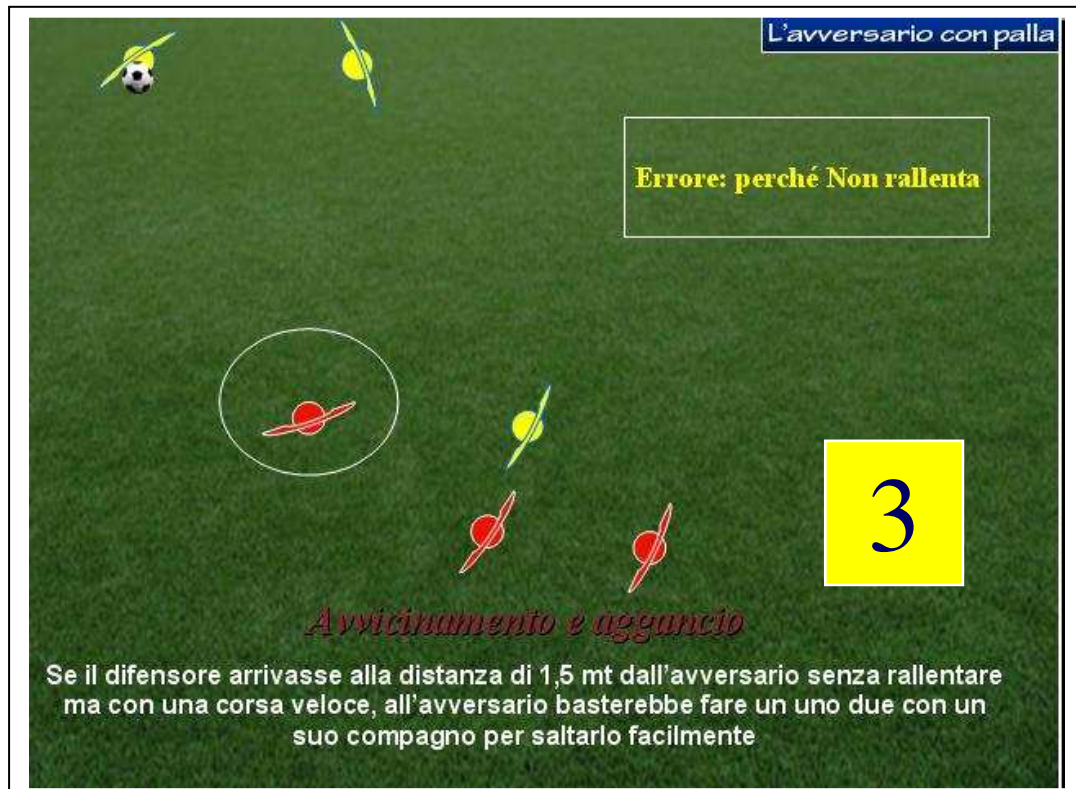 L'avversario con palla
Errore: perché Non rallenta
3
Avvicinamento e aggancio
Se il difensore arrivasse alla distanza di 1,5 mt dall'avversario senza rallentare
ma con una corsa veloce, all'avversario basterebbe fare un uno due con un
suo compagno per saltarlo facilmente